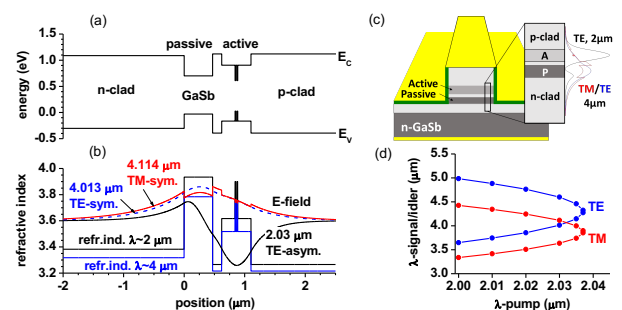 (a)
passive active
E_C
n-clad
GaSb
p-clad
E_V
energy (eV)
1.5
1.0
0.5
0.0
-0.5
(b)
4.114 μm
TM-sym.
4.013 μm
TE-sym.
E-field
refr.ind. λ~2 μm
2.03 μm
TE-asym.
refr.ind. λ~4 μm
refractive index
4.0
3.8
3.6
3.4
3.2
-2 -1 0 1 2
position (μm)
(c)
p-clad
A
P
n-clad
TE, 2μm
TM/TE
4μm
Active
Passive
n-GaSb
(d)
λ-signal/idler (μm)
5.5
5.0
4.5
4.0
3.5
3.0
TE
TM
2.00 2.01 2.02 2.03 2.04
λ-pump (μm)